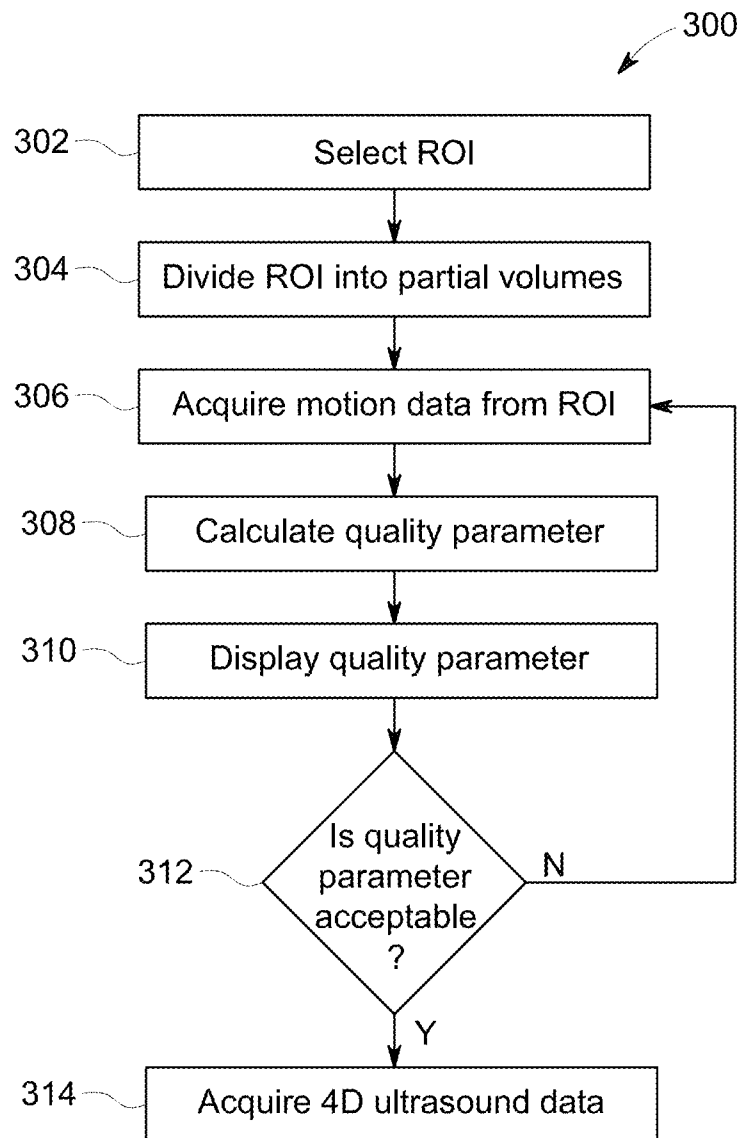 300
302
Select ROI
304
Divide ROI into partial volumes
306
Acquire motion data from ROI
308
Calculate quality parameter
310
Display quality parameter
312
Is quality
parameter
acceptable
?
N
Y
314
Acquire 4D ultrasound data